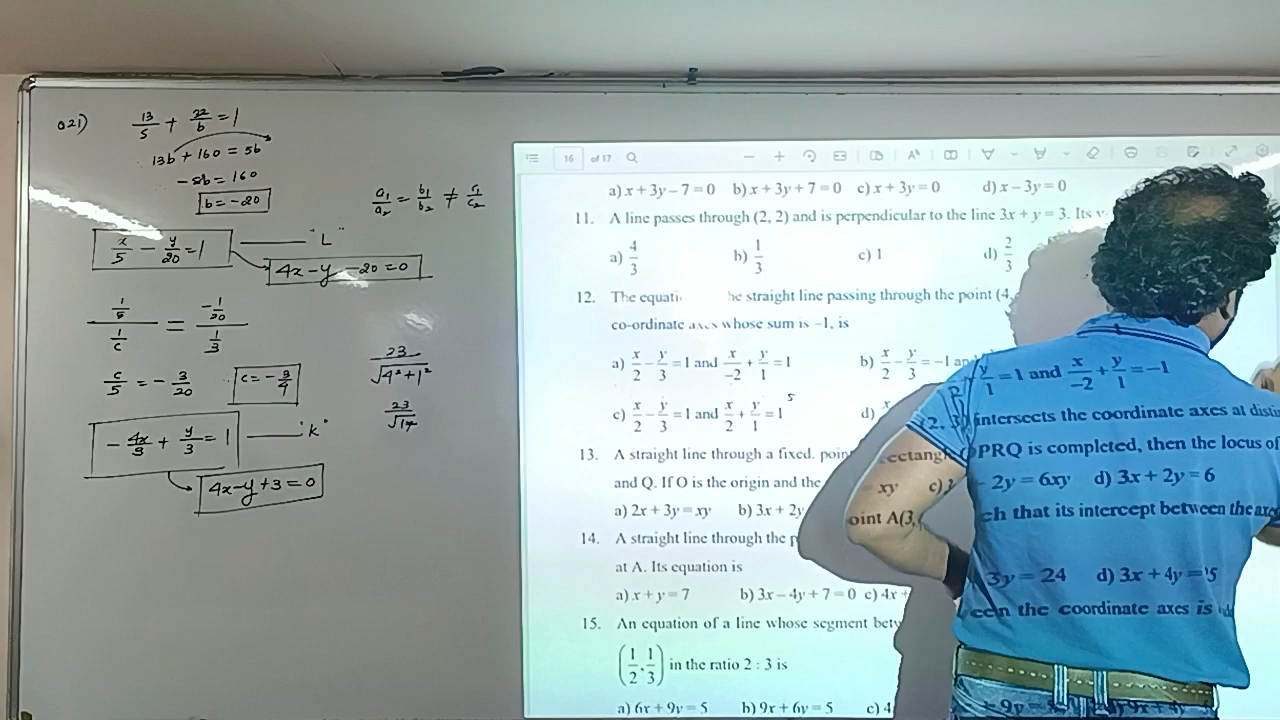 Q21) 13/5 + 32/b = 1
13b + 160 = 5b
-8b = 160
b = -20
a₁/a₂ = b₁/b₂ ≠ c₁/c₂
x/5 - y/20 = 1 "L"
4x - y - 20 = 0
(1/5)/(1/c) = (-1/20)/(1/3)
c/5 = -3/20 c = -3/4
-4x/3 + y/3 = 1 "K"
4x - y + 3 = 0
23/√(4² + 1²)
23/√17
16 of 17
a) x + 3y – 7 = 0 b) x + 3y + 7 = 0 c) x + 3y = 0 d) x – 3y = 0
11. A line passes through (2, 2) and is perpendicular to the line 3x + y = 3. Its
a) 4/3 b) 1/3 c) 1 d) 2/3
12. The he straight line passing through the point (4,
co-ordinate axes whose sum is –1, is
a) x/2 - y/3 = 1 and x/-2 + y/1 = 1 b) x/2 - y/3 = -1 and y/1 = 1 and x/-2 + y/1 = -1
c) x/2 - y/3 = 1 and x/2 + y/1 = 1 d)
(2, 3) intersects the coordinate axes at
13. A straight line through a fixed. OPRQ is completed, then the locus of
and Q. If O is the origin and the
a) 2x + 3y = xy b) 3x + 2y = xy c) 2y = 6xy d) 3x + 2y = 6
14. A straight line through the point A(3, ch that its intercept between the
at A. Its equation is
a) x + y = 7 b) 3x – 4y + 7 = 0 c) 4x + 3y = 24 d) 3x + 4y =
15. An equation of a line whose segment the coordinate axes is
(1/2, 1/3) in the ratio 2 : 3 is
a) 6x + 9y = 5 b) 9x + 6y = 5 c) 4